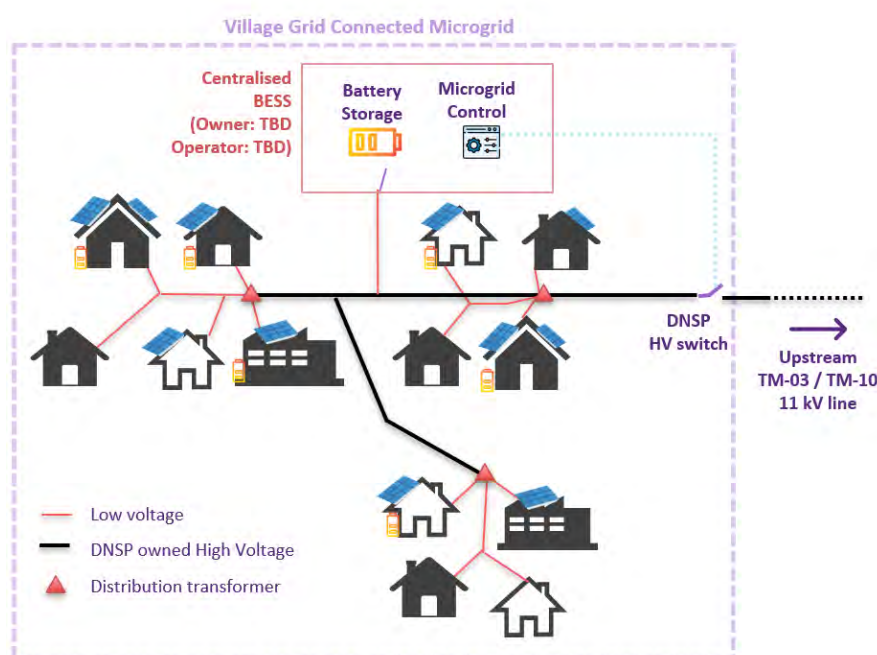 Village Grid Connected Microgrid
Centralised
BESS
(Owner: TBD
Operator: TBD)
Battery
Storage
Microgrid
Control
DNSP
HV switch
Upstream
TM-03 / TM-10
11 kV line
Low voltage
DNSP owned High Voltage
Distribution transformer